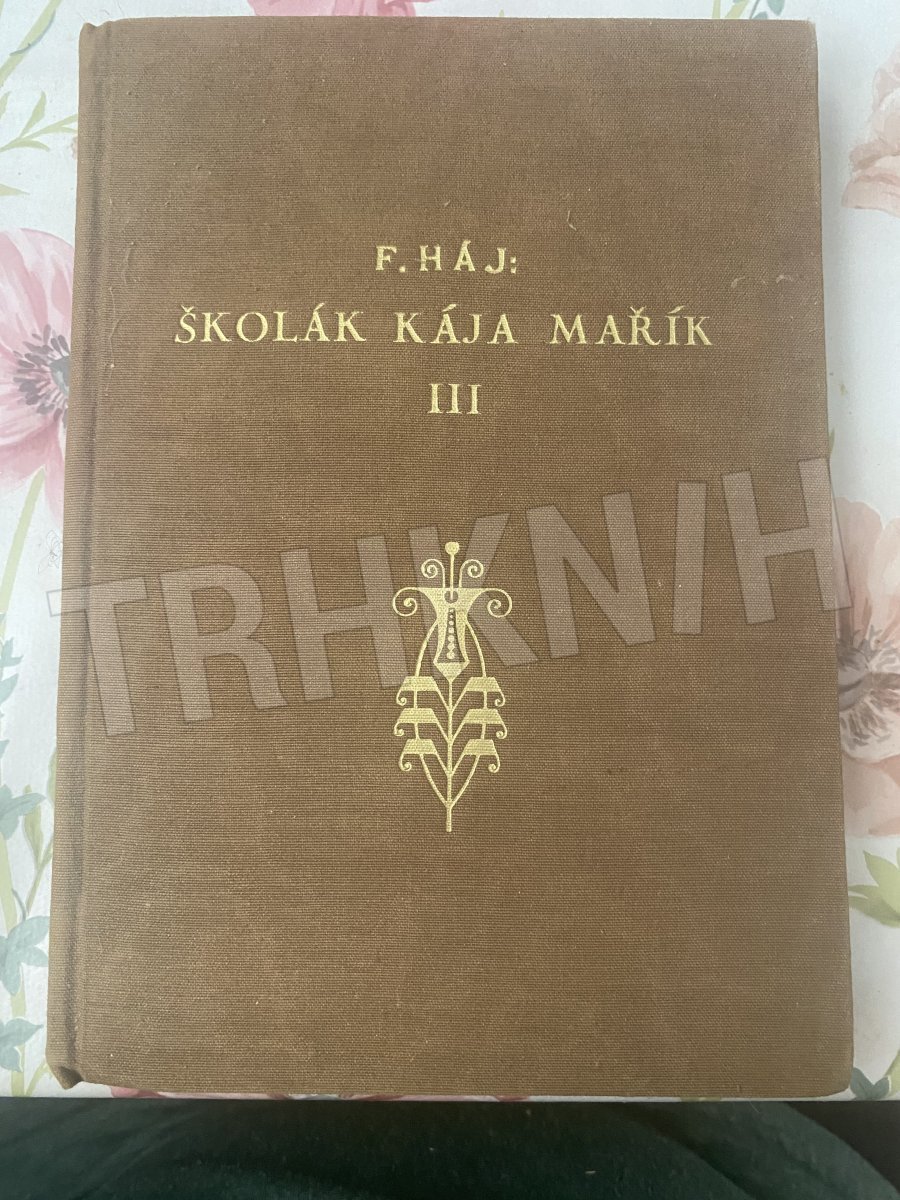 F. HÁJ:
ŠKOLÁK KÁJA MAŘÍK
III
TRHKNIH